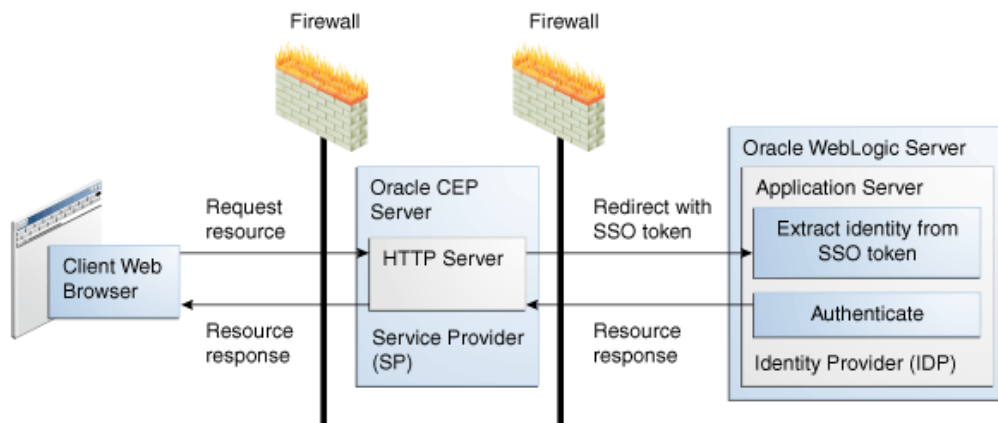 Firewall
Firewall
Oracle WebLogic Server
Oracle CEP
Server
Application Server
Request
resource
Redirect with
SSO token
Extract identity from
SSO token
HTTP Server
Client Web
Browser
Authenticate
Resource
response
Service Provider
(SP)
Resource
response
Identity Provider (IDP)